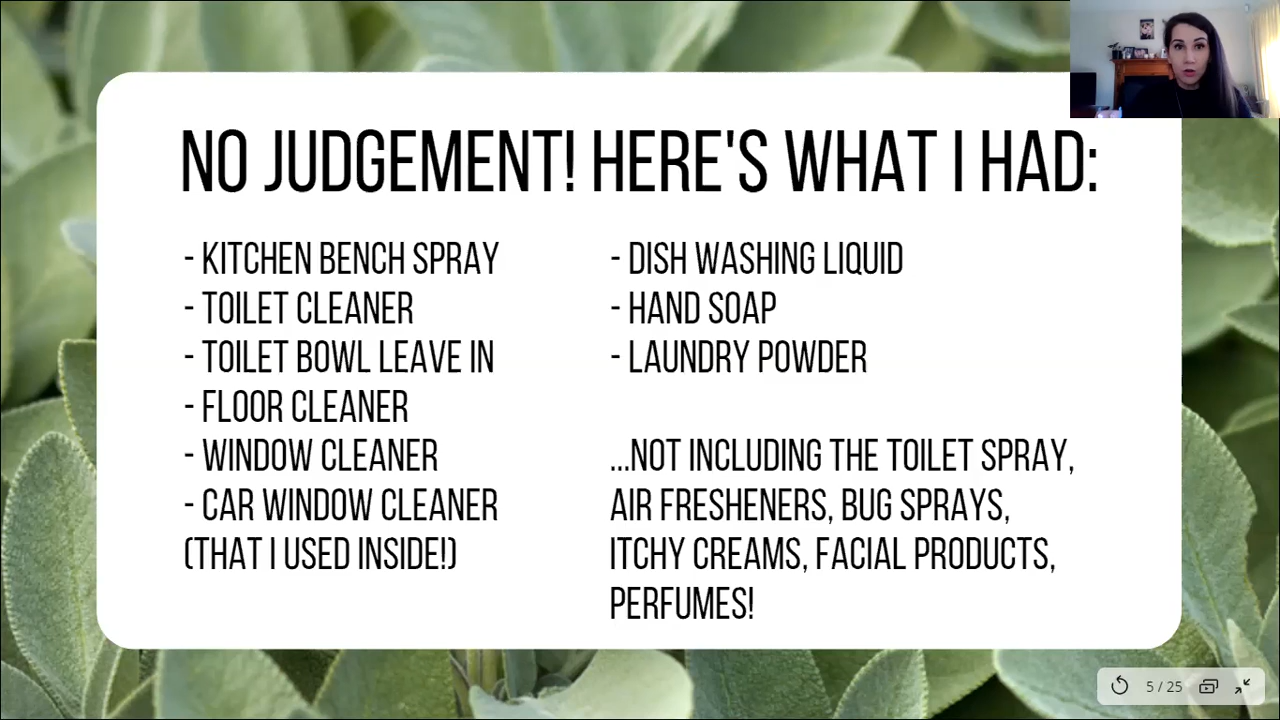 NO JUDGEMENT! HERE'S WHAT I HAD:
- KITCHEN BENCH SPRAY
- TOILET CLEANER
- TOILET BOWL LEAVE IN
- FLOOR CLEANER
- WINDOW CLEANER
- CAR WINDOW CLEANER
(THAT I USED INSIDE!)
- DISH WASHING LIQUID
- HAND SOAP
- LAUNDRY POWDER
...NOT INCLUDING THE TOILET SPRAY,
AIR FRESHENERS, BUG SPRAYS,
ITCHY CREAMS, FACIAL PRODUCTS,
PERFUMES!
5 / 25